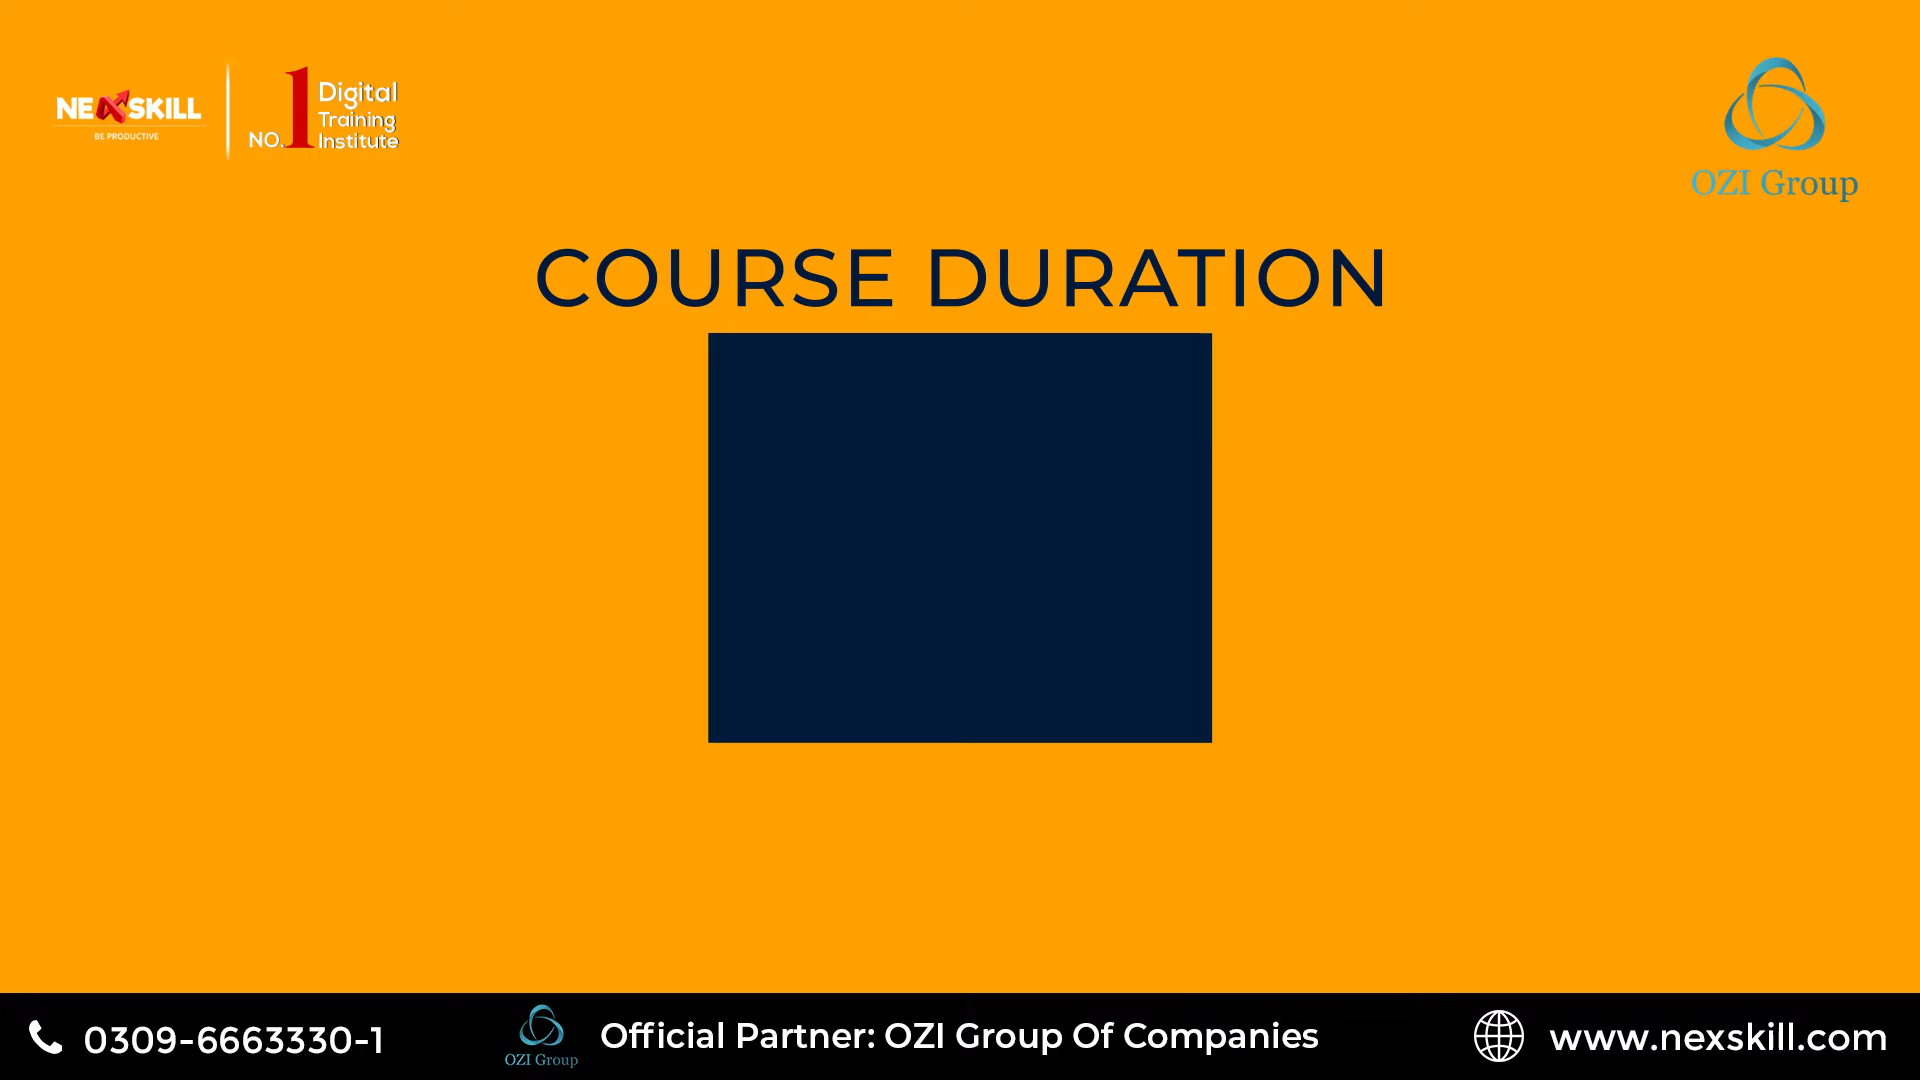 NEXSKILL
BE PRODUCTIVE
NO.1
Digital
Training
Institute
OZI Group
COURSE DURATION
0309-6663330-1
OZI Group
Official Partner: OZI Group Of Companies
www.nexskill.com